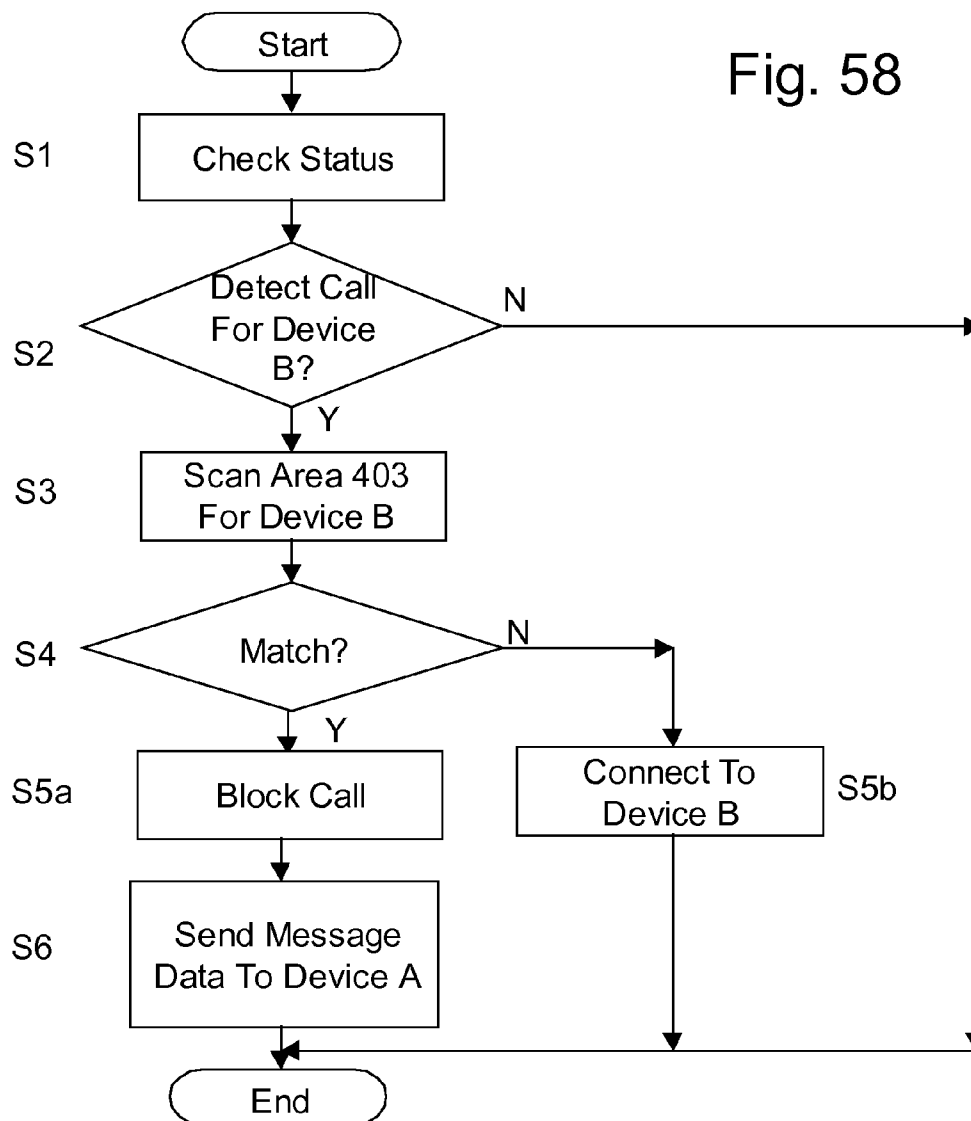 Start
Fig. 58
S1
Check Status
S2
Detect Call
For Device
B?
N
Y
S3
Scan Area 403
For Device B
S4
Match?
N
Y
S5a
Block Call
Connect To
Device B
S5b
S6
Send Message
Data To Device A
End